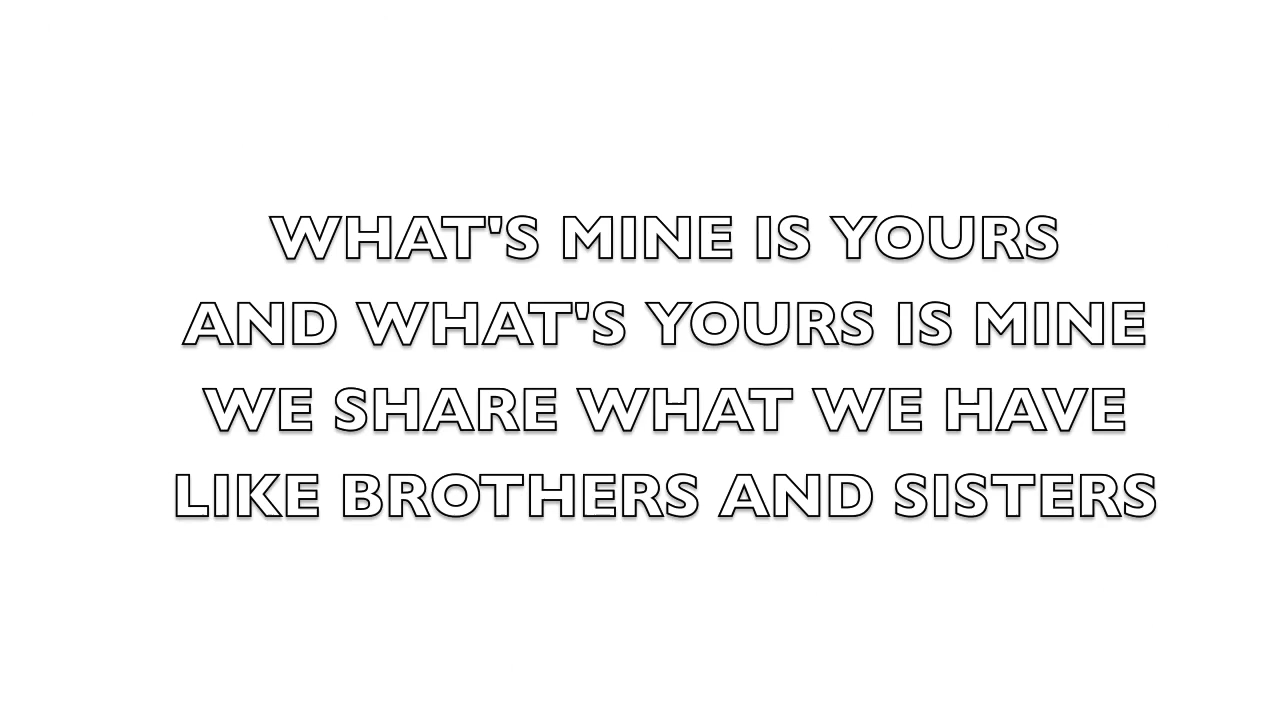 WHAT'S MINE IS YOURS
AND WHAT'S YOURS IS MINE
WE SHARE WHAT WE HAVE
LIKE BROTHERS AND SISTERS